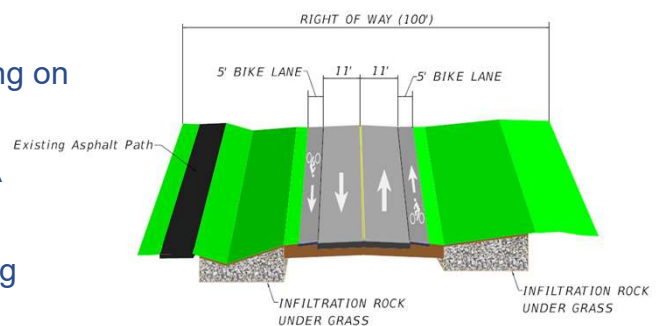 RIGHT OF WAY (100')
ng on
5' BIKE LANE
11'
11'
5' BIKE LANE
Existing Asphalt Path
g
INFILTRATION ROCK
UNDER GRASS
INFILTRATION ROCK
UNDER GRASS